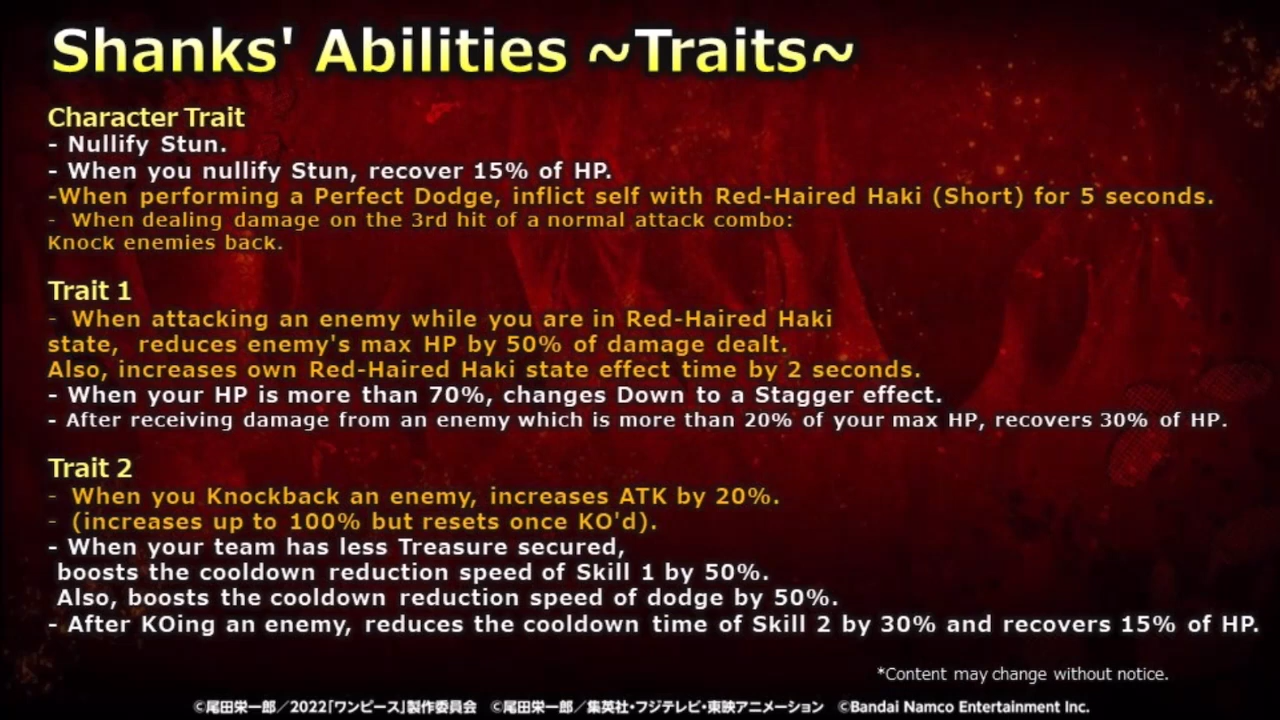 Shanks' Abilities ~Traits~
Character Trait
- Nullify Stun.
- When you nullify Stun, recover 15% of HP.
-When performing a Perfect Dodge, inflict self with Red-Haired Haki (Short) for 5 seconds.
- When dealing damage on the 3rd hit of a normal attack combo:
Knock enemies back.
Trait 1
- When attacking an enemy while you are in Red-Haired Haki
state, reduces enemy's max HP by 50% of damage dealt.
Also, increases own Red-Haired Haki state effect time by 2 seconds.
- When your HP is more than 70%, changes Down to a Stagger effect.
- After receiving damage from an enemy which is more than 20% of your max HP, recovers 30% of HP.
Trait 2
- When you Knockback an enemy, increases ATK by 20%.
- (increases up to 100% but resets once KO'd).
- When your team has less Treasure secured,
boosts the cooldown reduction speed of Skill 1 by 50%.
Also, boosts the cooldown reduction speed of dodge by 50%.
- After KOing an enemy, reduces the cooldown time of Skill 2 by 30% and recovers 15% of HP.
*Content may change without notice.
©尾田栄一郎／2022「ワンピース」製作委員会 ©尾田栄一郎／集英社・フジテレビ・東映アニメーション ©Bandai Namco Entertainment Inc.